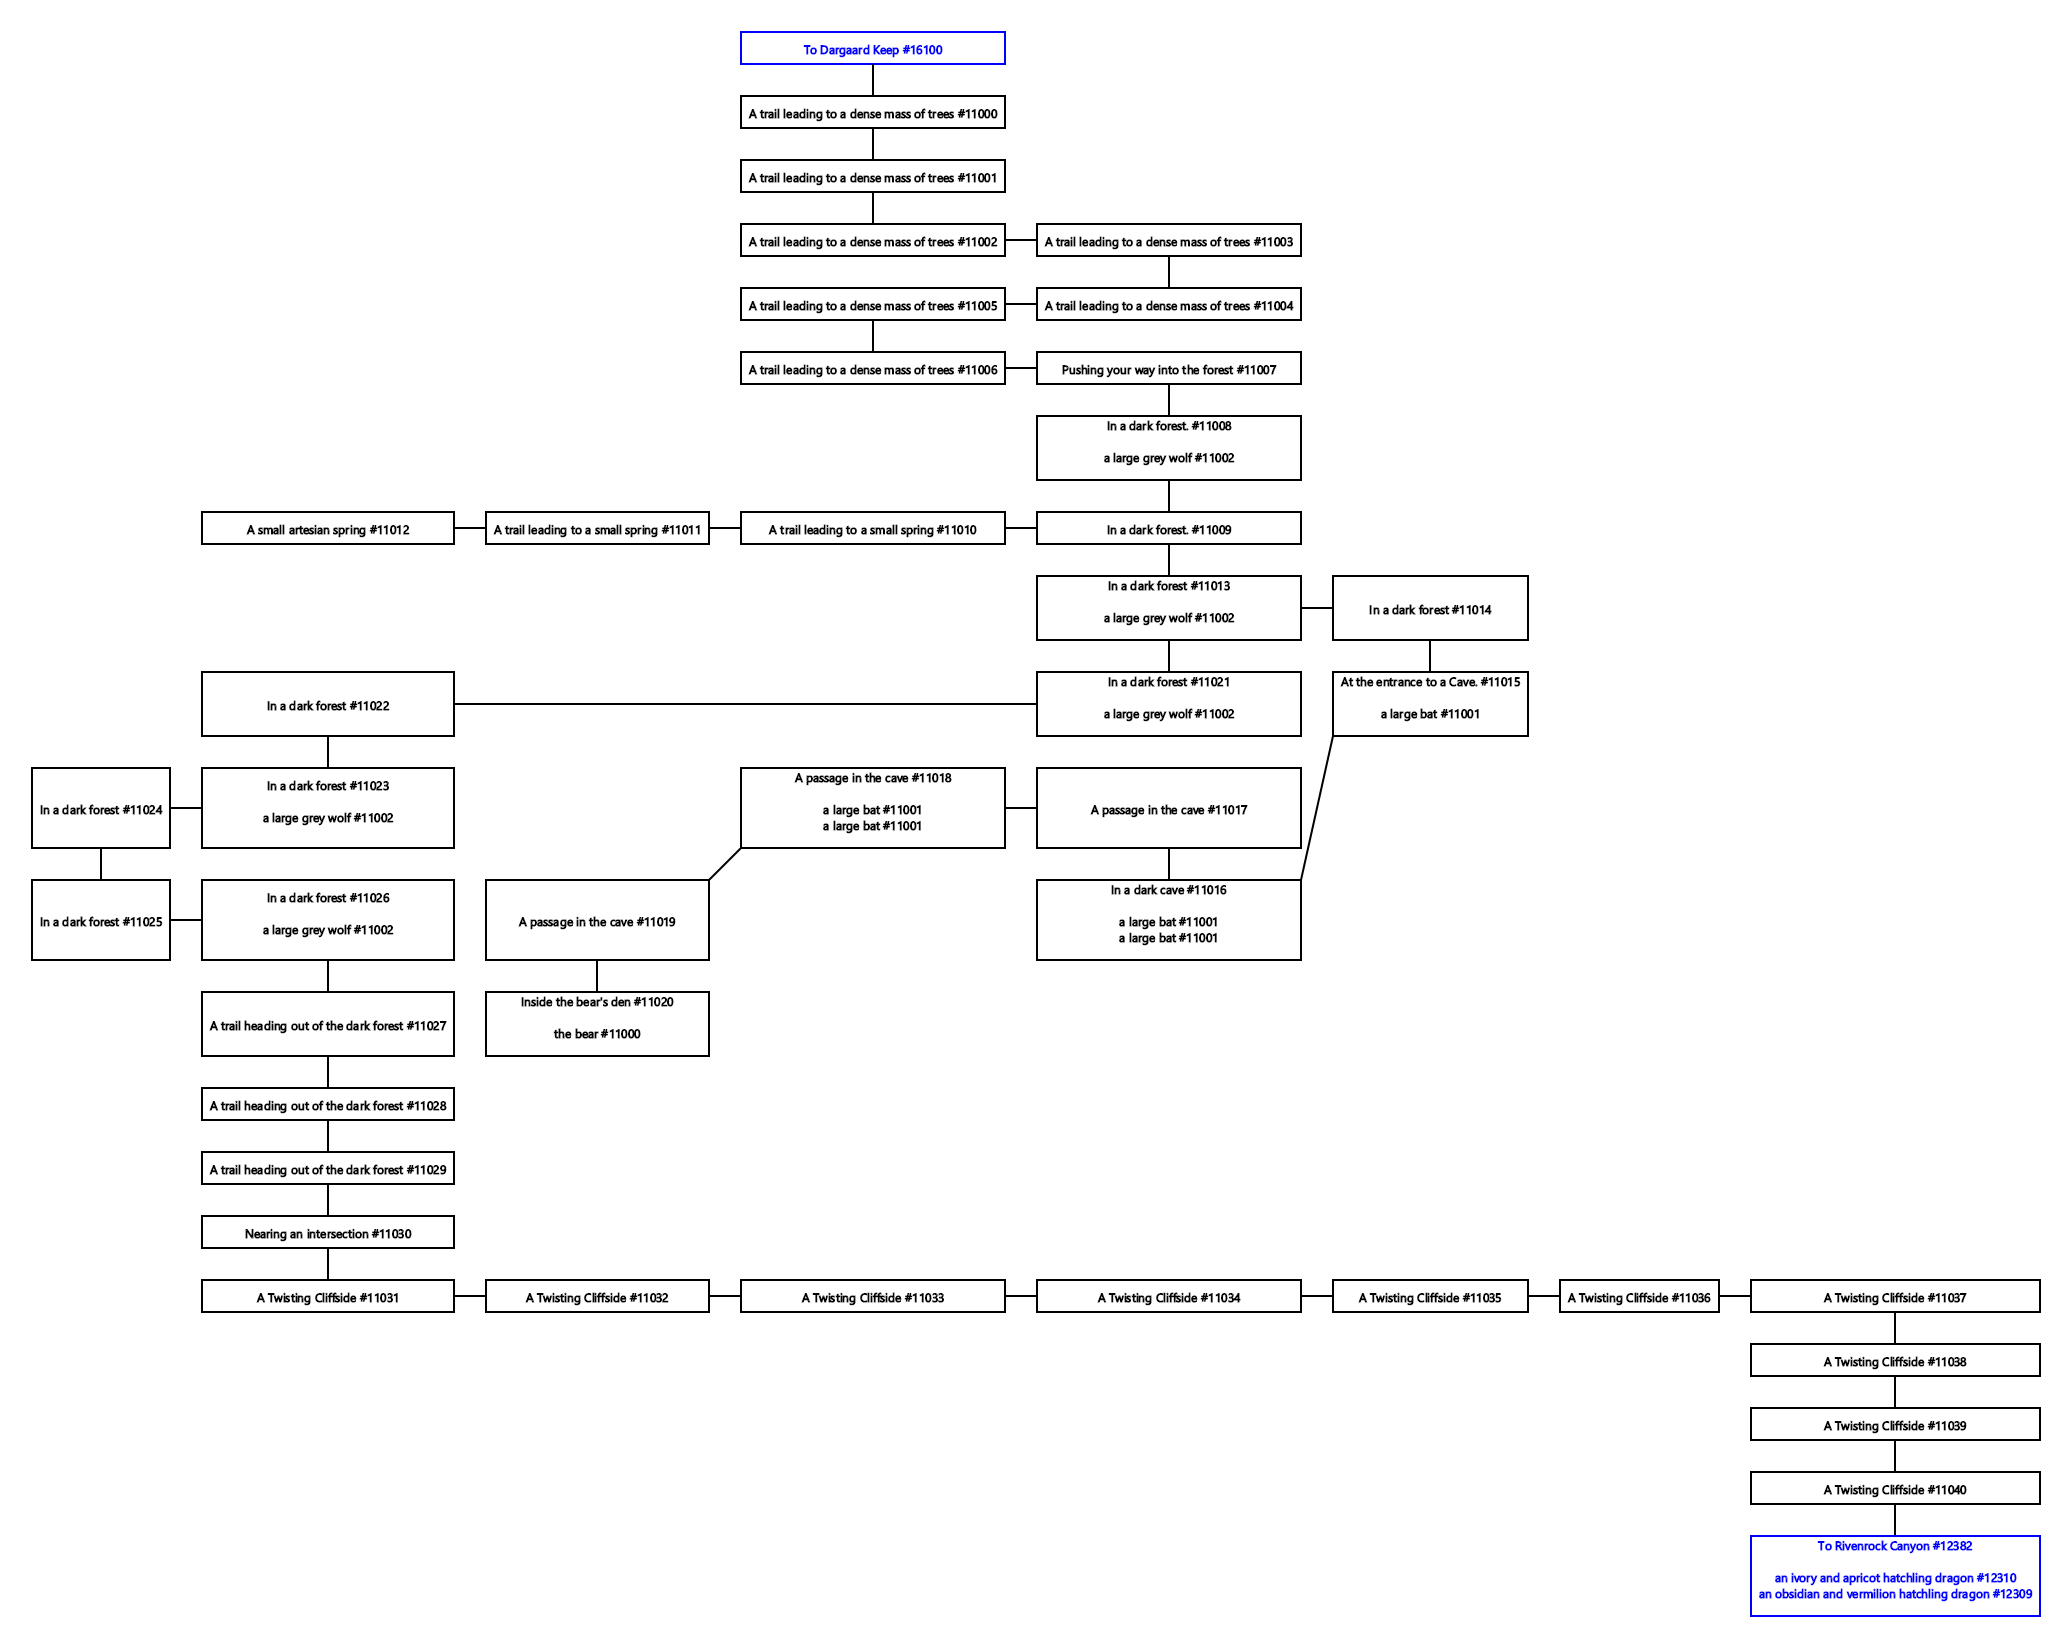 To Dargaard Keep #16100
A trail leading to a dense mass of trees #11000
A trail leading to a dense mass of trees #11001
A trail leading to a dense mass of trees #11002
A trail leading to a dense mass of trees #11003
A trail leading to a dense mass of trees #11005
A trail leading to a dense mass of trees #11004
A trail leading to a dense mass of trees #11006
Pushing your way into the forest #11007
In a dark forest. #11008
a large grey wolf #11002
A small artesian spring #11012
A trail leading to a small spring #11011
A trail leading to a small spring #11010
In a dark forest. #11009
In a dark forest #11013
a large grey wolf #11002
In a dark forest #11014
In a dark forest #11022
In a dark forest #11021
a large grey wolf #11002
At the entrance to a Cave. #11015
a large bat #11001
In a dark forest #11024
In a dark forest #11023
a large grey wolf #11002
A passage in the cave #11018
a large bat #11001
a large bat #11001
A passage in the cave #11017
In a dark forest #11025
In a dark forest #11026
a large grey wolf #11002
A passage in the cave #11019
In a dark cave #11016
a large bat #11001
a large bat #11001
A trail heading out of the dark forest #11027
Inside the bear's den #11020
the bear #11000
A trail heading out of the dark forest #11028
A trail heading out of the dark forest #11029
Nearing an intersection #11030
A Twisting Cliffside #11031
A Twisting Cliffside #11032
A Twisting Cliffside #11033
A Twisting Cliffside #11034
A Twisting Cliffside #11035
A Twisting Cliffside #11036
A Twisting Cliffside #11037
A Twisting Cliffside #11038
A Twisting Cliffside #11039
A Twisting Cliffside #11040
To Rivenrock Canyon #12382
an ivory and apricot hatchling dragon #12310
an obsidian and vermilion hatchling dragon #12309